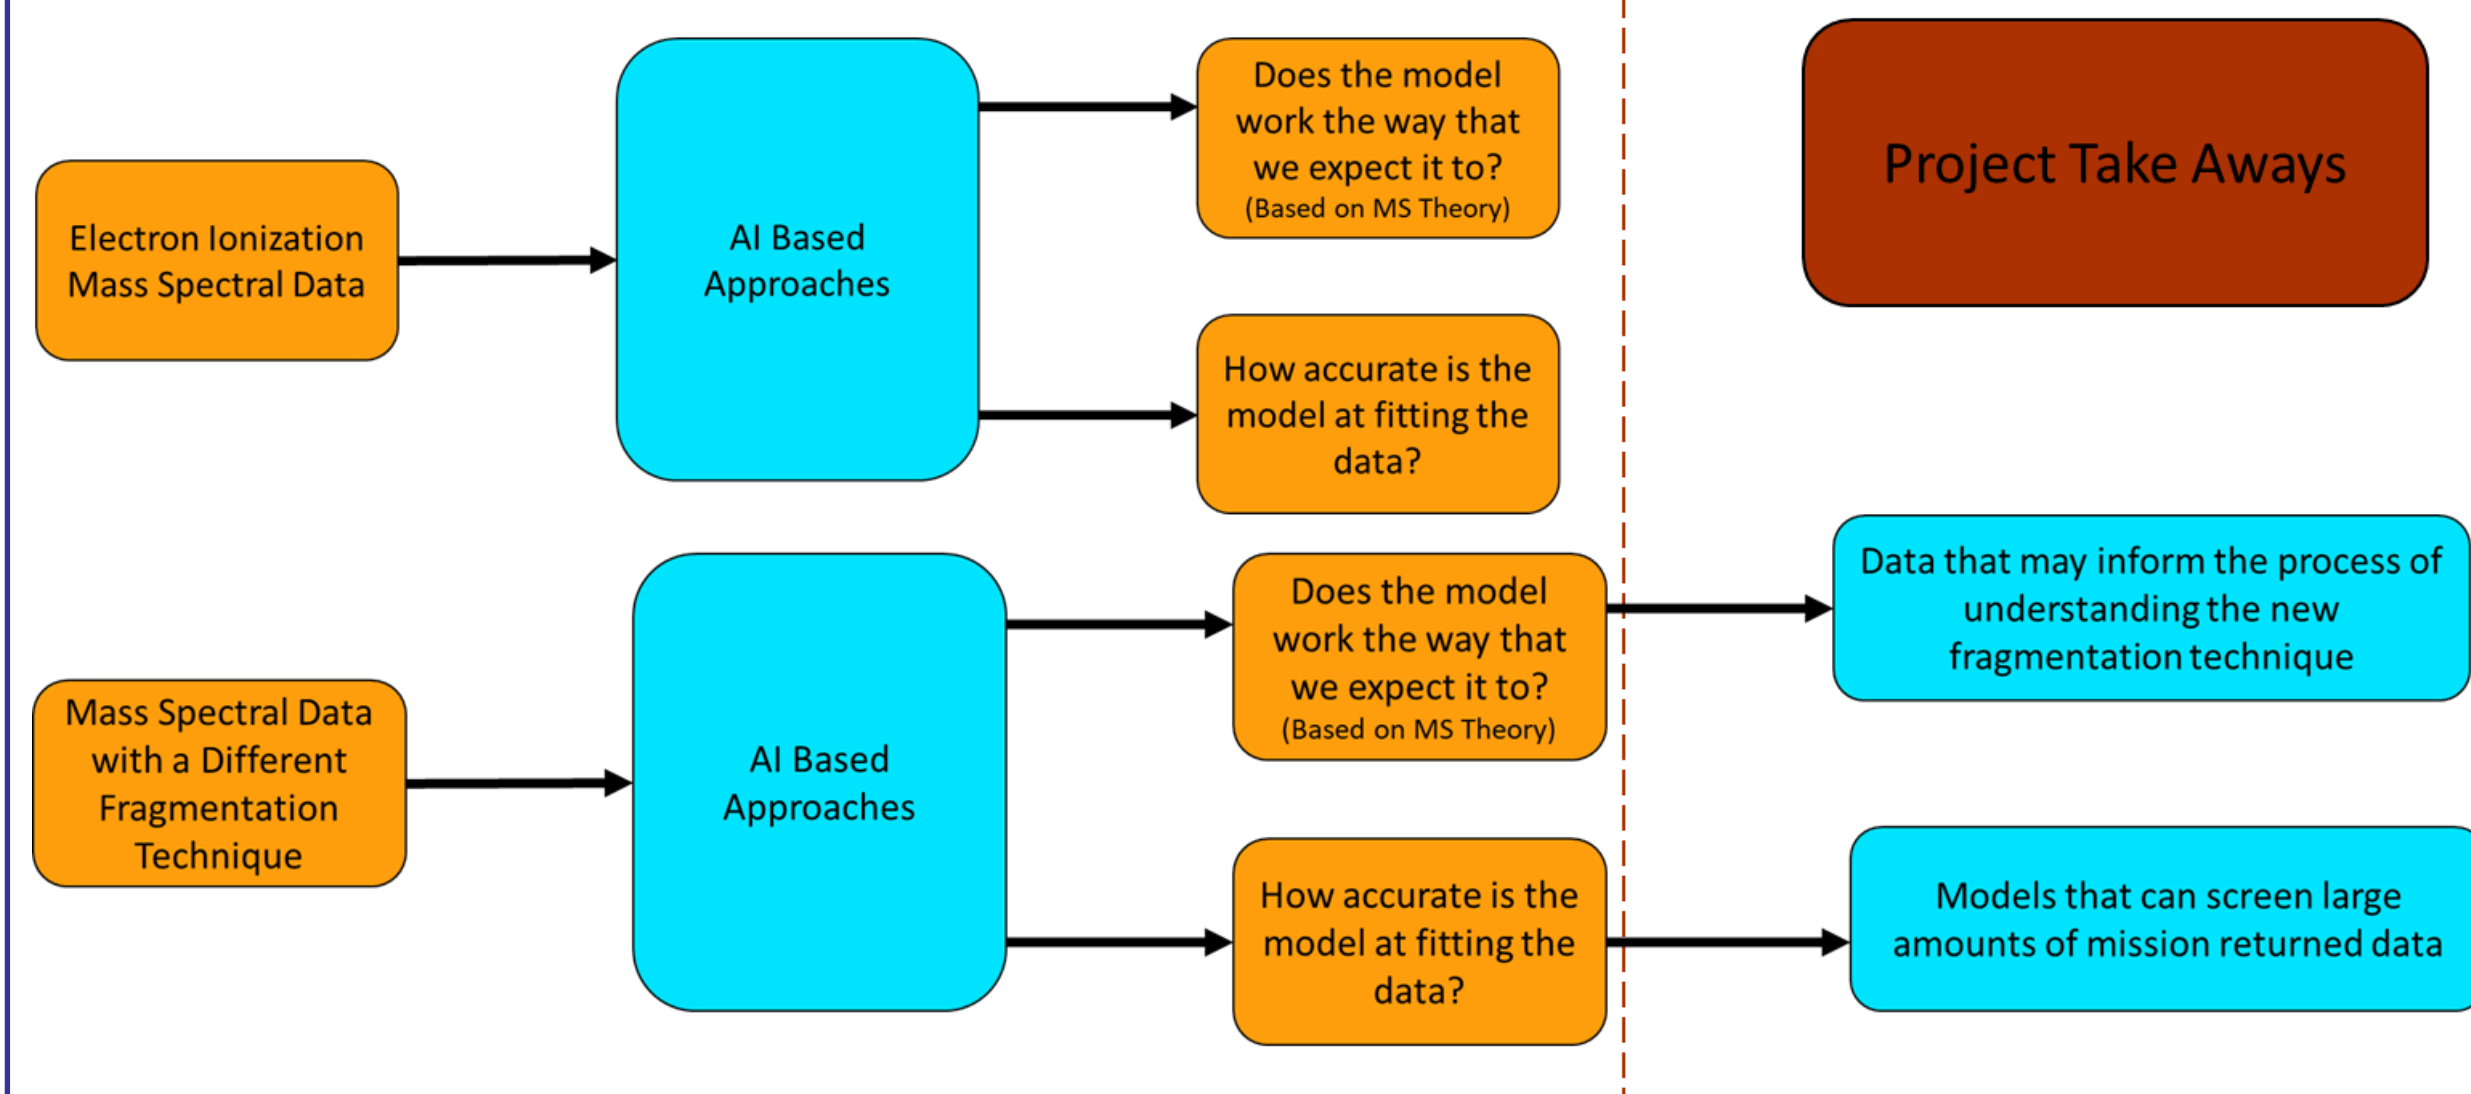 Electron Ionization
Mass Spectral Data
AI Based
Approaches
Does the model
work the way that
we expect it to?
(Based on MS Theory)
How accurate is the
model at fitting the
data?
Project Take Aways
Mass Spectral Data
with a Different
Fragmentation
Technique
AI Based
Approaches
Does the model
work the way that
we expect it to?
(Based on MS Theory)
How accurate is the
model at fitting the
data?
Data that may inform the process of
understanding the new
fragmentation technique
Models that can screen large
amounts of mission returned data